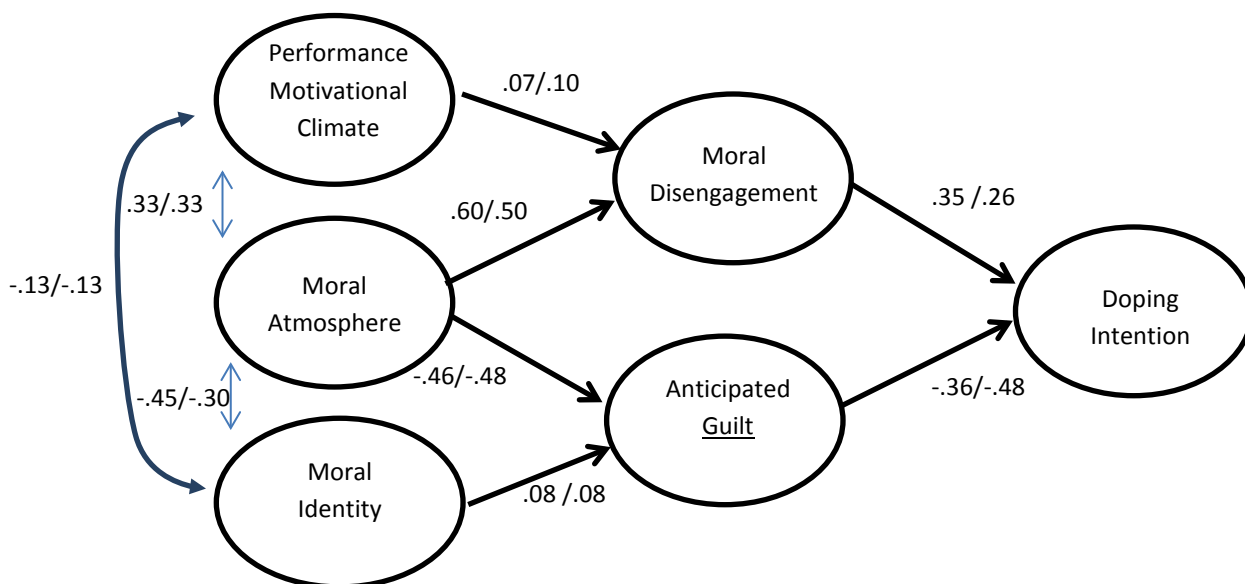 Performance
Motivational
Climate
.07/.10
Moral
Disengagement
.33/.33
.60/.50
.35 /.26
-.13/-.13
Moral
Atmosphere
Doping
Intention
-.45/-.30
-.46/-.48
Anticipated
Guilt
-.36/-.48
Moral
Identity
.08 /.08